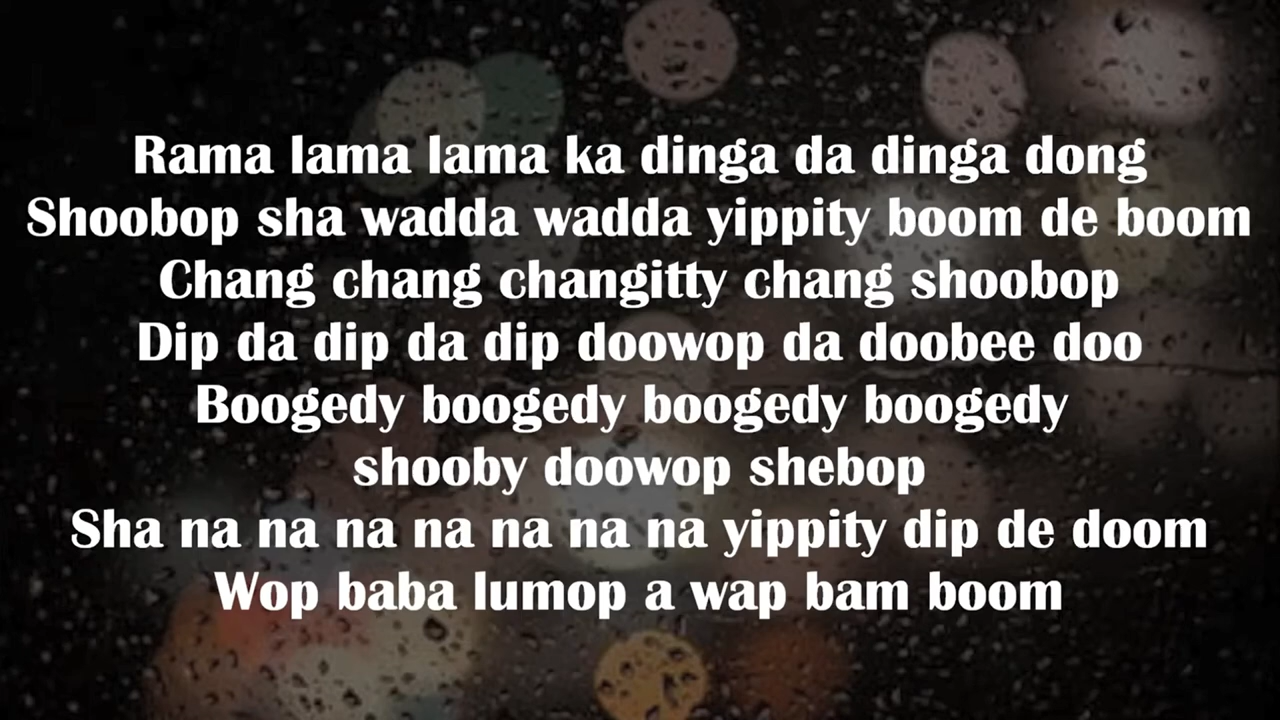 Rama lama lama ka dinga da dinga dong
Shoobop sha wadda wadda yippity boom de boom
Chang chang changitty chang shoobop
Dip da dip da dip doowop da doobee doo
Boogedy boogedy boogedy boogedy
shooby doowop shebop
Sha na na na na na na na yippity dip de doom
Wop baba lumop a wap bam boom